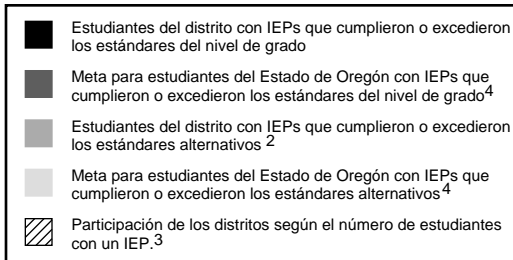 Estudiantes del distrito con IEPs que cumplieron o excedieron
los estándares del nivel de grado
Meta para estudiantes del Estado de Oregón con IEPs que
cumplieron o excedieron los estándares del nivel de grado4
Estudiantes del distrito con IEPs que cumplieron o excedieron
los estándares alternativos 2
Meta para estudiantes del Estado de Oregón con IEPs que
cumplieron o excedieron los estándares alternativos4
Participación de los distritos según el número de estudiantes
con un IEP.3